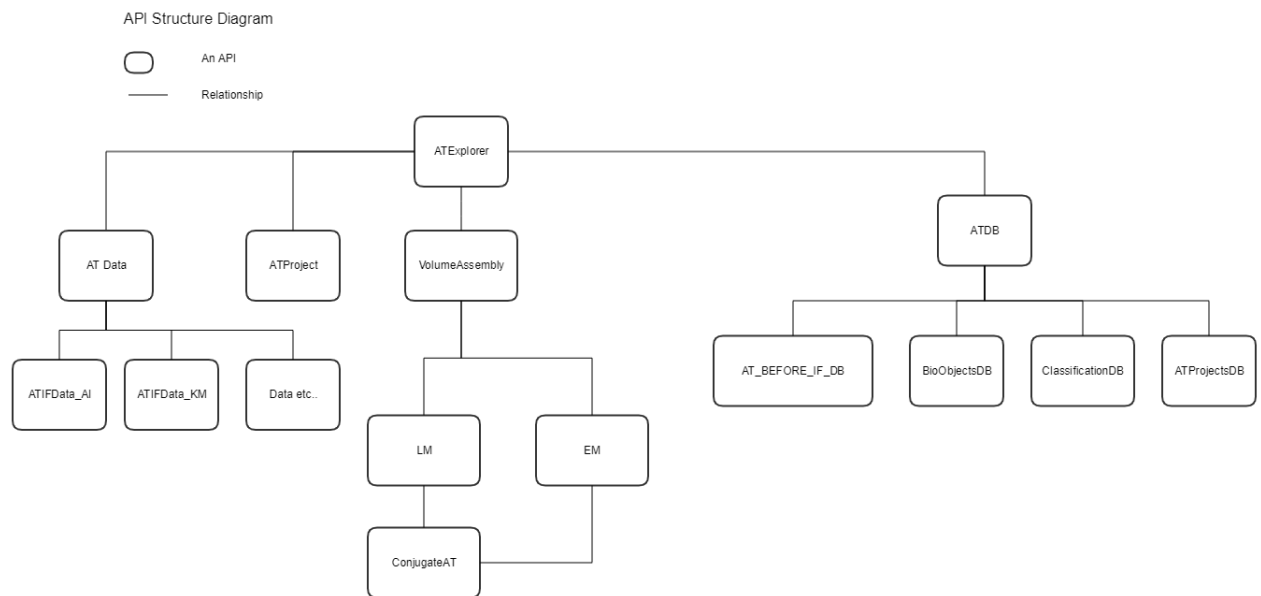 API Structure Diagram
An API
Relationship
ATExplorer
ATDB
AT Data
ATProject
VolumeAssembly
AT_BEFORE_IF_DB
BioObjectsDB
ClassificationDB
ATProjectsDB
ATIFData_AI
ATIFData_KM
Data etc..
LM
EM
ConjugateAT